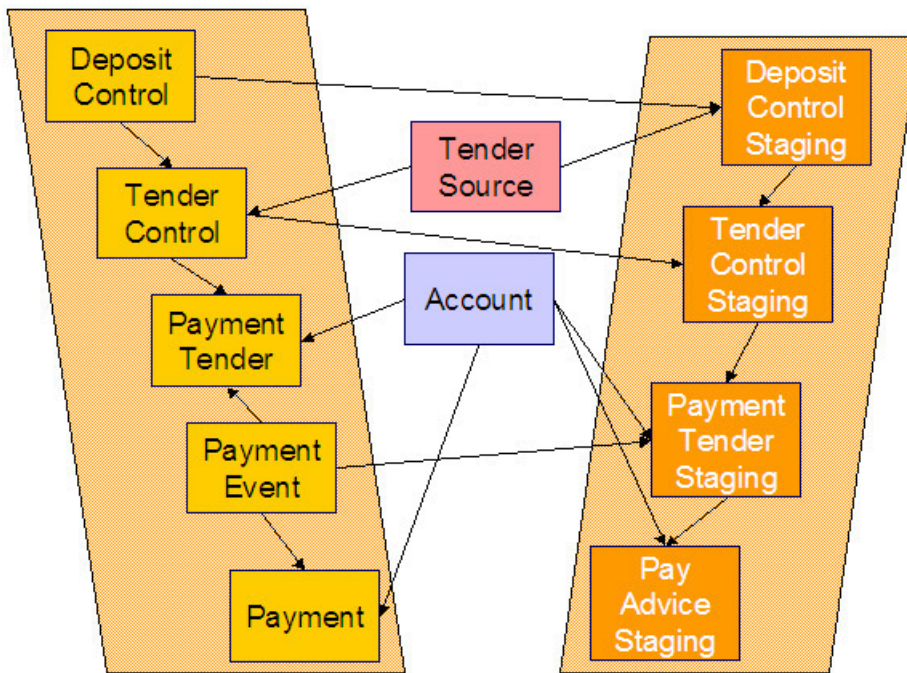 Deposit
Control
Tender
Control
Payment
Tender
Payment
Event
Payment
Tender
Source
Account
Deposit
Control
Staging
Tender
Control
Staging
Payment
Tender
Staging
Pay
Advice
Staging